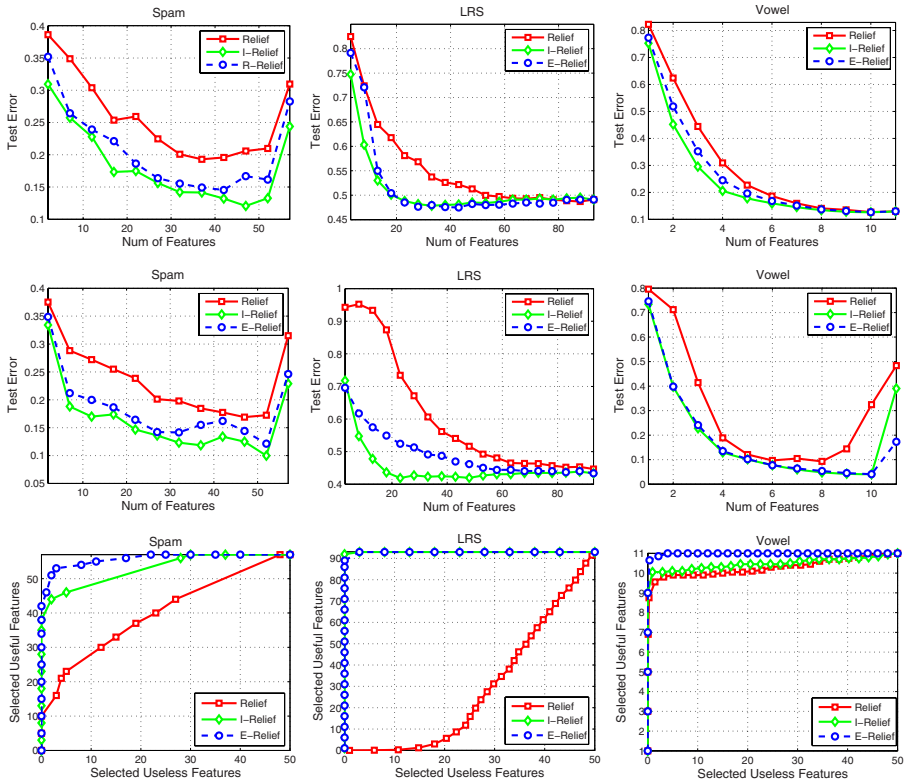 Spam
LRS
Vowel
Test Error
0.4
0.35
0.3
0.25
0.2
0.15
0.1
10
20
30
40
50
Num of Features
Relief
I-Relief
R-Relief
Test Error
0.8
0.75
0.7
0.65
0.6
0.55
0.5
0.45
20
40
60
80
Num of Features
Relief
I-Relief
E-Relief
Test Error
0.8
0.7
0.6
0.5
0.4
0.3
0.2
0.1
2
4
6
8
10
Num of Features
Relief
I-Relief
E-Relief
Spam
LRS
Vowel
Test Error
0.4
0.35
0.3
0.25
0.2
0.15
0.1
0.05
10
20
30
40
50
Num of Features
Relief
I-Relief
E-Relief
Test Error
1
0.9
0.8
0.7
0.6
0.5
0.4
20
40
60
80
Num of Features
Relief
I-Relief
E-Relief
Test Error
0.8
0.7
0.6
0.5
0.4
0.3
0.2
0.1
0
2
4
6
8
10
Num of Features
Relief
I-Relief
E-Relief
Spam
LRS
Vowel
Selected Useful Features
50
40
30
20
10
0
0
10
20
30
40
50
Selected Useless Features
Relief
I-Relief
E-Relief
Selected Useful Features
90
80
70
60
50
40
30
20
10
0
0
10
20
30
40
50
Selected Useless Features
Relief
I-Relief
E-Relief
Selected Useful Features
11
10
9
8
7
6
5
4
3
2
1
0
10
20
30
40
50
Selected Useless Features
Relief
I-Relief
E-Relief